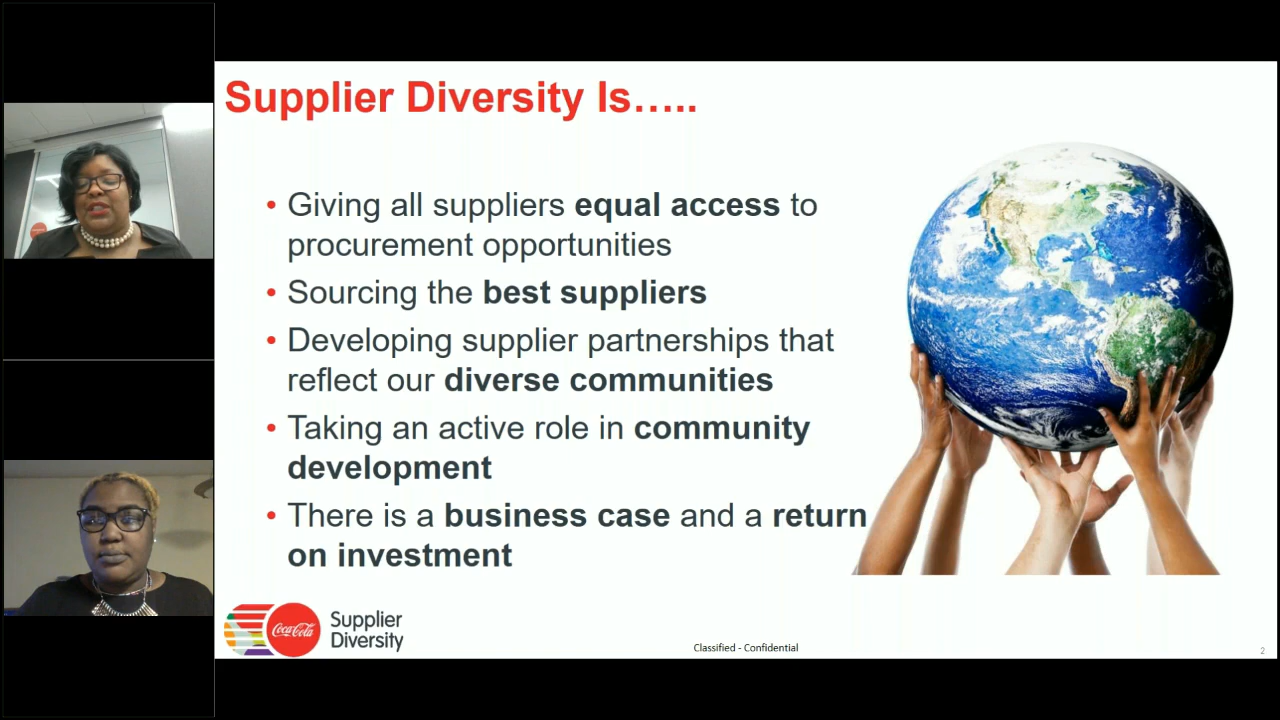 Supplier Diversity Is…..
• Giving all suppliers equal access to
procurement opportunities
• Sourcing the best suppliers
• Developing supplier partnerships that
reflect our diverse communities
• Taking an active role in community
development
• There is a business case and a return
on investment
Coca-Cola
Supplier
Diversity
Classified - Confidential
2